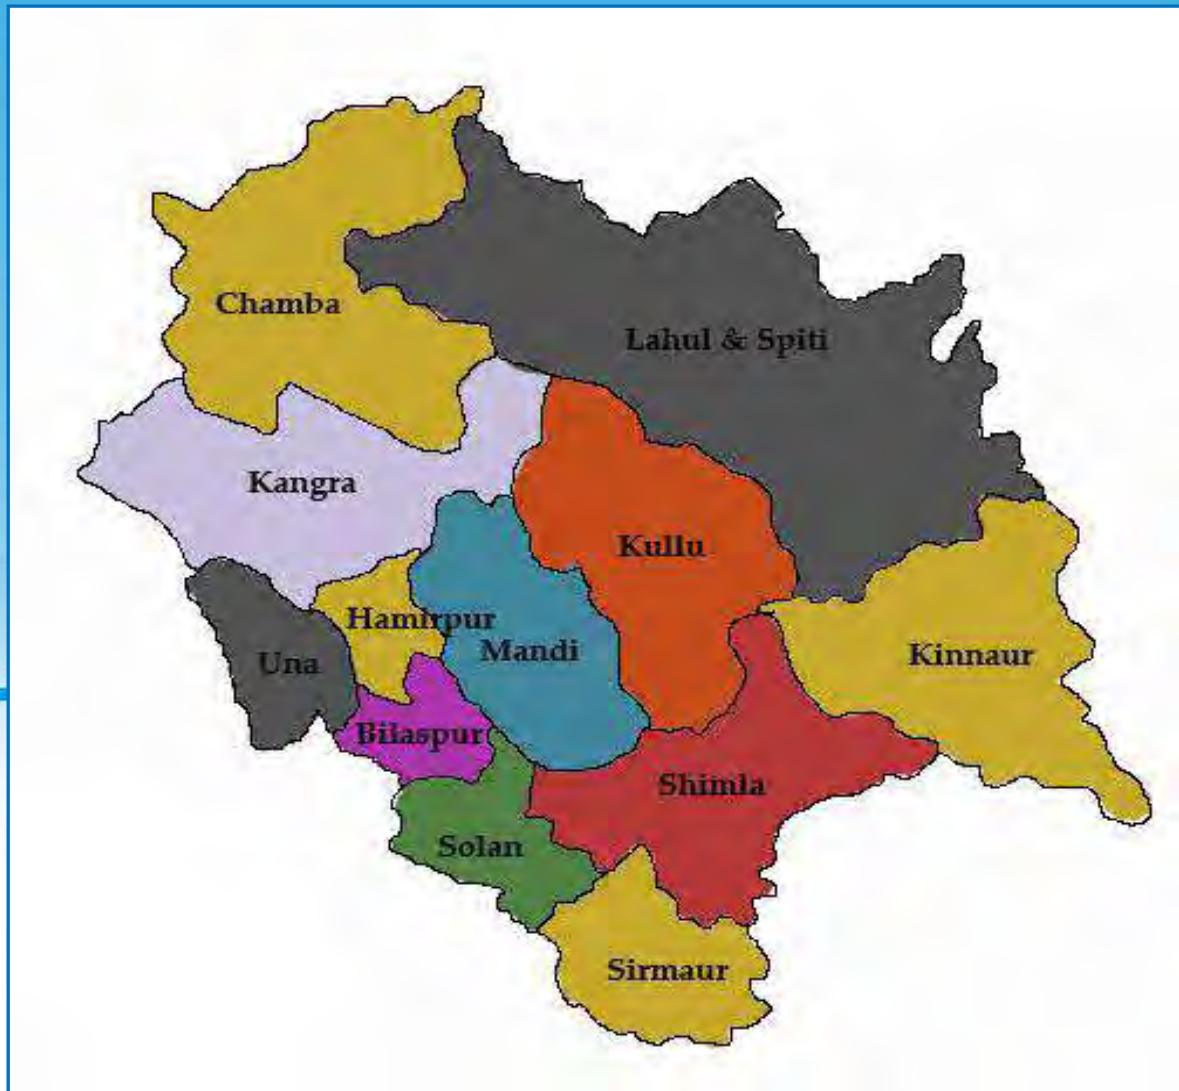 Chamba
Lahul & Spiti
Kangra
Kullu
Hamirpur
Mandi
Una
Kinnaur
Bilaspur
Shimla
Solan
Sirmaur